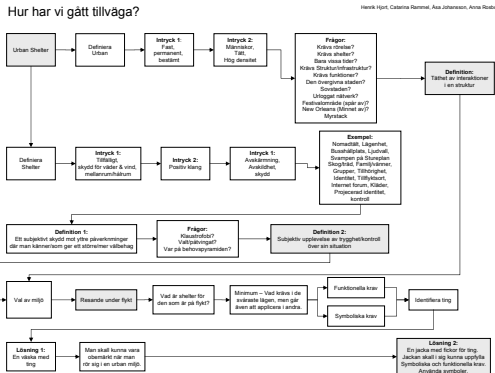 Hur har vi gått tillväga?
Henrik Hjort, Catarina Rammel, Åsa Johansson, Anna
Urban Shelter
Definiera
Urban
Intryck 1:
Fast,
permanent,
bestämt
Intryck 2:
Människor,
Tätt,
Hög densitet
Frågor:
Krävs rörelse?
Krävs shelter?
Bara vissa tider?
Krävs Struktur/infrastruktur?
Krävs funktioner?
Den övergivna staden?
Sovstaden?
Urloggat nätverk?
Festivalområde (spår av)?
New Orleans (Minnet av)?
Myrstack
Definition:
Täthet av interaktioner
i en struktur
Definiera
Shelter
Intryck 1:
Tillfälligt,
skydd för väder & vind,
mellanrum/hålrum
Intryck 2:
Positiv klang
Intryck 1:
Avskärmning,
Avskildhet,
skydd
Exempel:
Nomadtält, Lägenhet,
Busshållplats, Ljudvall,
Svampen på Stureplan
Skog/träd, Familj/vänner,
Grupper, Tillhörighet,
Identitet, Tillflyktsort,
Internet forum, Kläder,
Projecerad identitet,
kontroll
Definition 1:
Ett subjektivt skydd mot yttre påverkrnninger
där man känner/som ger ett större/mer välbehag
Frågor:
Klaustrofobi?
Valt/påtvingat?
Var på behovspyramiden?
Definition 2:
Subjektiv upplevelse av trygghet/kontroll
över sin situation
Val av miljö
Resande under flykt
Vad är shelter för
den som är på flykt?
Minimum – Vad krävs i de
svåraste lägen, men går
även att applicera i andra.
Funktionella krav
Symboliska krav
Identifiera ting
Lösning 1:
En väska med
ting
Man skall kunna vara
obemärkt när man
rör sig i en urban miljö.
Lösning 2:
En jacka med fickor för ting.
Jackan skall i sig kunna uppfylla
Symboliska och funktionella krav.
Använda symboler.